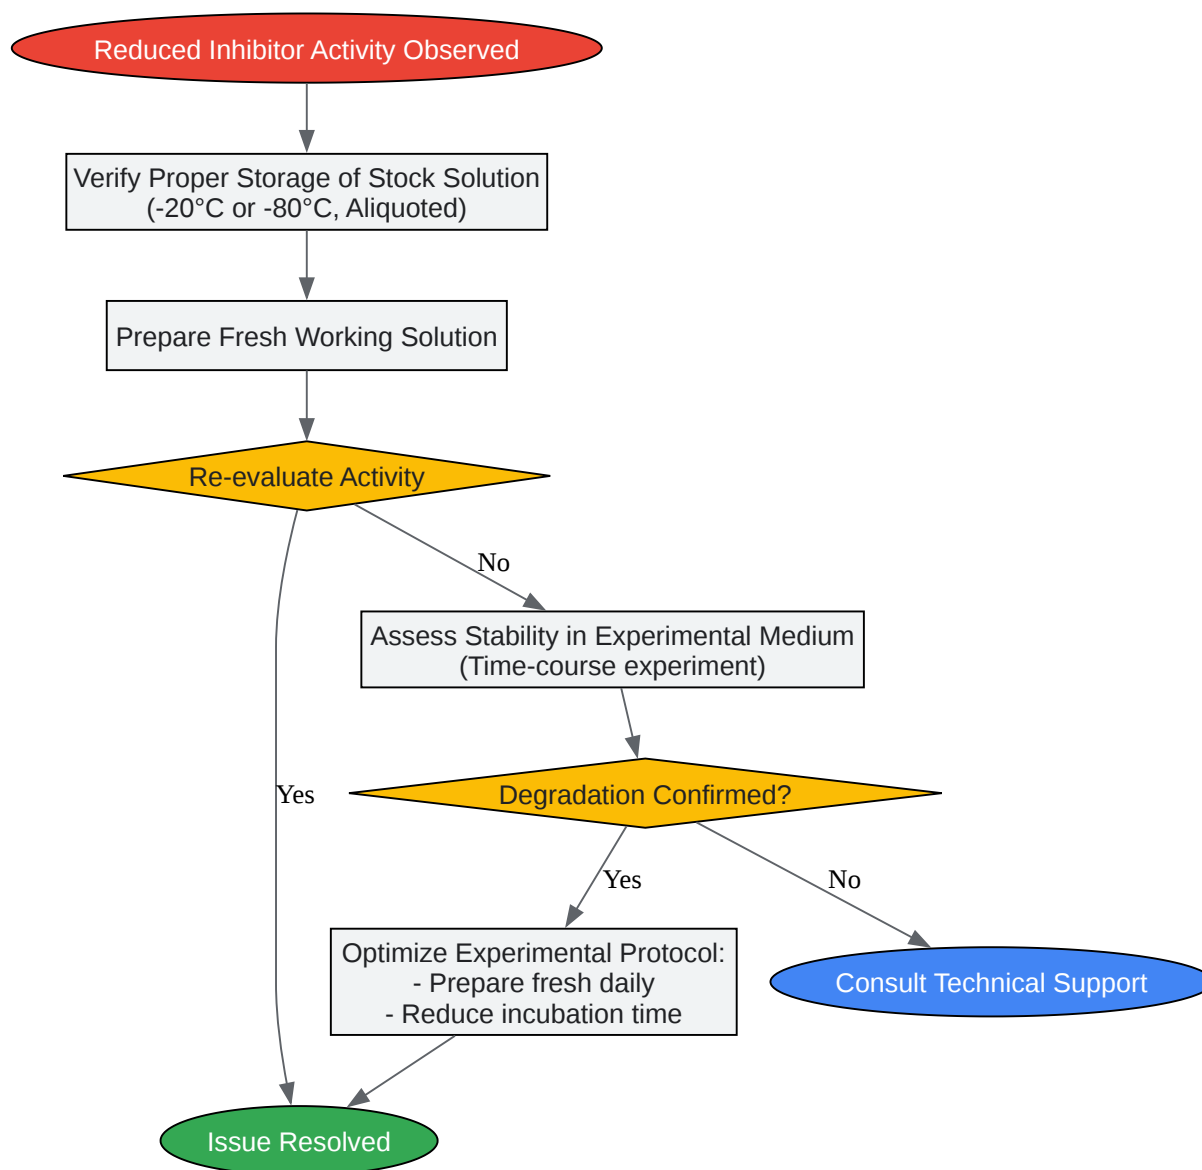 Reduced Inhibitor Activity Observed
Verify Proper Storage of Stock Solution
(-20°C or -80°C, Aliquoted)
Prepare Fresh Working Solution
Re-evaluate Activity
No
Assess Stability in Experimental Medium
(Time-course experiment)
Yes
Degradation Confirmed?
Yes
No
Optimize Experimental Protocol:
- Prepare fresh daily
- Reduce incubation time
Consult Technical Support
Issue Resolved